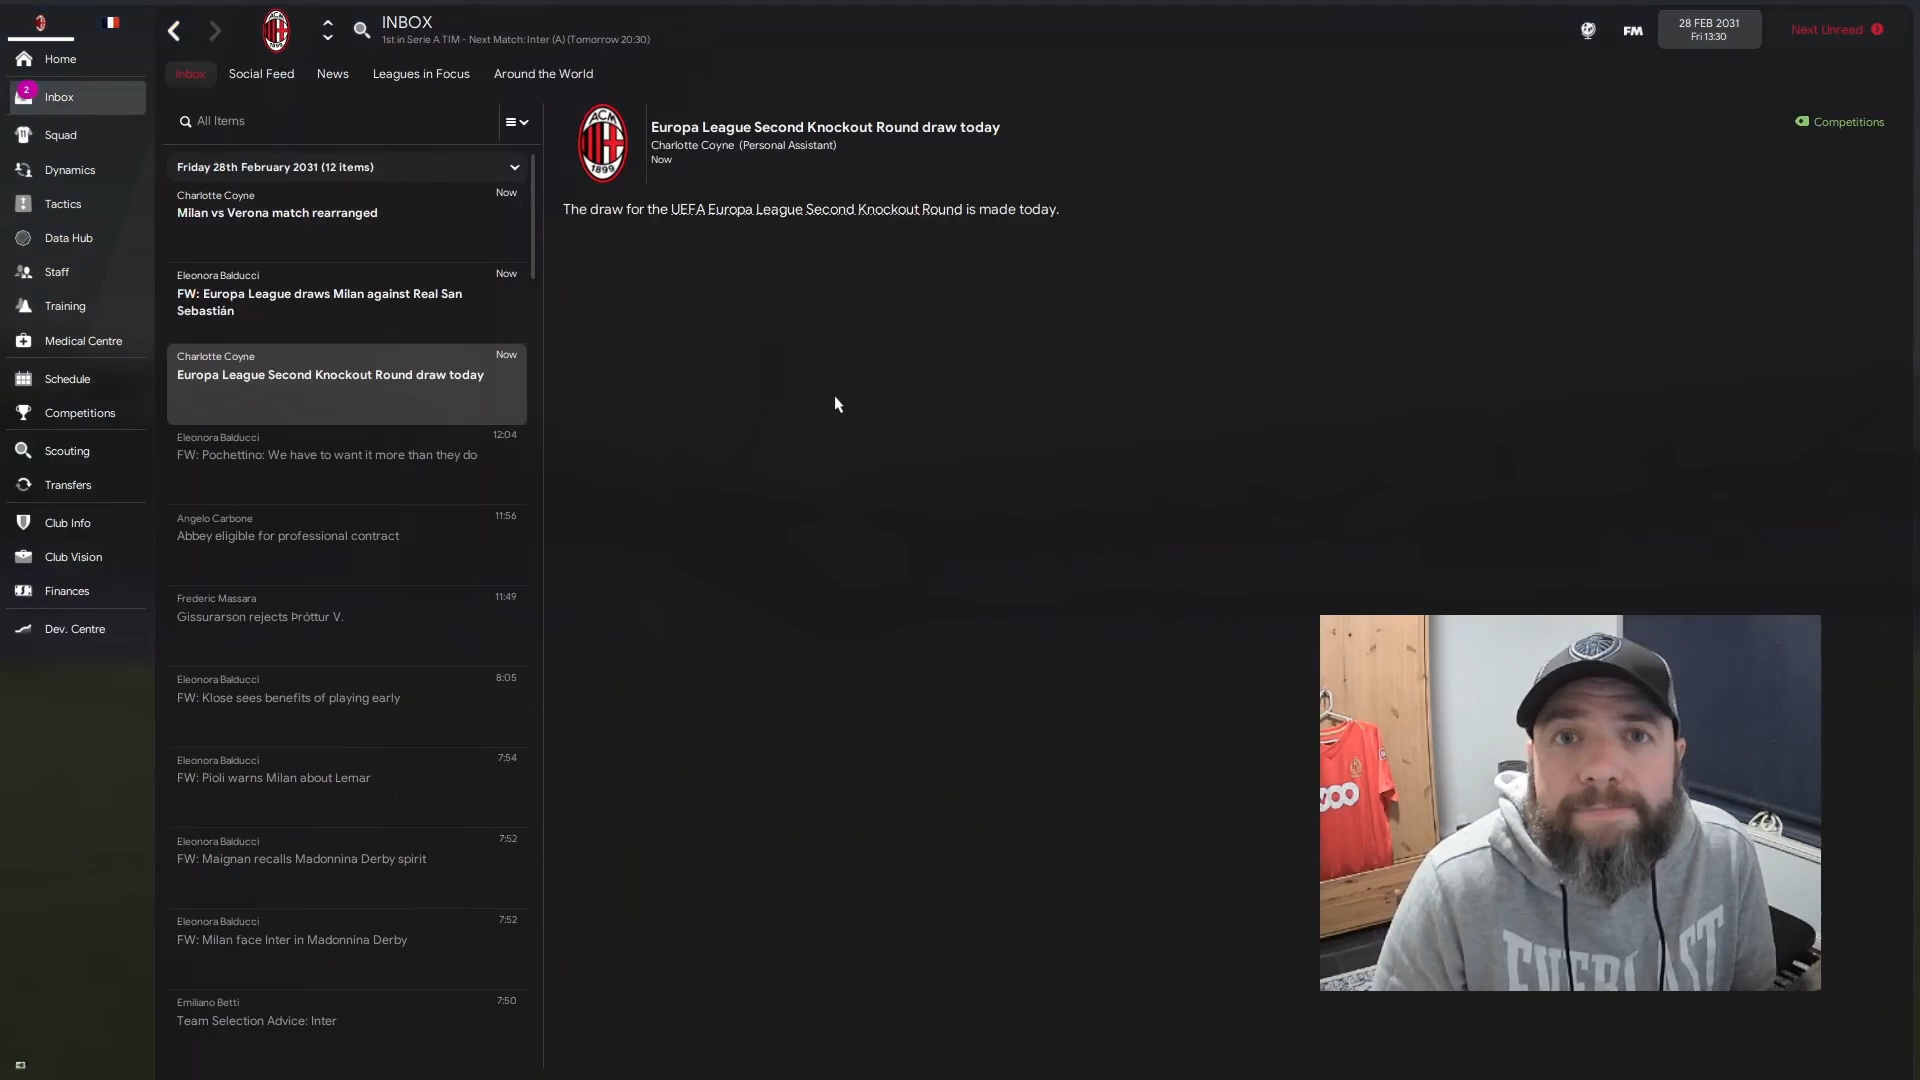 INBOX
1st in Serie A TIM - Next Match: Inter (A) (Tomorrow 20:30)
FM
28 FEB 2031
Fri 13:30
Next Unread
Home
2
Inbox
Squad
Dynamics
Tactics
Data Hub
Staff
Training
Medical Centre
Schedule
Competitions
Scouting
Transfers
Club Info
Club Vision
Finances
Dev. Centre
Inbox
Social Feed
News
Leagues in Focus
Around the World
All Items
Friday 28th February 2031 (12 items)
Charlotte Coyne
Now
Milan vs Verona match rearranged
Eleonora Balducci
Now
FW: Europa League draws Milan against Real San
Sebastián
Charlotte Coyne
Now
Europa League Second Knockout Round draw today
Eleonora Balducci
12:04
FW: Pochettino: We have to want it more than they do
Angelo Carbone
11:56
Abbey eligible for professional contract
Frederic Massara
11:49
Gissurarson rejects Þróttur V.
Eleonora Balducci
8:05
FW: Klose sees benefits of playing early
Eleonora Balducci
7:54
FW: Pioli warns Milan about Lemar
Eleonora Balducci
7:52
FW: Maignan recalls Madonnina Derby spirit
Eleonora Balducci
7:52
FW: Milan face Inter in Madonnina Derby
Emiliano Betti
7:50
Team Selection Advice: Inter
ACM
1899
Europa League Second Knockout Round draw today
Charlotte Coyne (Personal Assistant)
Now
Competitions
The draw for the UEFA Europa League Second Knockout Round is made today.
EVERLAST